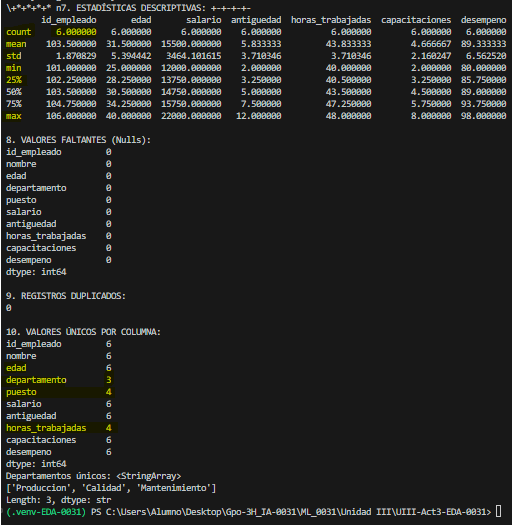 \+*+*+*+* n7. ESTADÍSTICAS DESCRIPTIVAS: +-+-+-+-
id_empleado edad salario antiguedad horas_trabajadas capacitaciones desempeno
count 6.000000 6.000000 6.000000 6.000000 6.000000 6.000000 6.000000
mean 103.500000 31.500000 15500.000000 5.833333 43.833333 4.666667 89.333333
std 1.870829 5.394442 3464.101615 3.710346 3.710346 2.160247 6.562520
min 101.000000 25.000000 12000.000000 2.000000 40.000000 2.000000 80.000000
25% 102.250000 28.250000 13750.000000 3.250000 40.500000 3.250000 85.750000
50% 103.500000 30.500000 14750.000000 5.000000 43.500000 4.500000 89.000000
75% 104.750000 34.250000 15750.000000 7.500000 47.250000 5.750000 93.750000
max 106.000000 40.000000 22000.000000 12.000000 48.000000 8.000000 98.000000
8. VALORES FALTANTES (Nulls):
id_empleado 0
nombre 0
edad 0
departamento 0
puesto 0
salario 0
antiguedad 0
horas_trabajadas 0
capacitaciones 0
desempeno 0
dtype: int64
9. REGISTROS DUPLICADOS:
0
10. VALORES ÚNICOS POR COLUMNA:
id_empleado 6
nombre 6
edad 6
departamento 3
puesto 4
salario 6
antiguedad 6
horas_trabajadas 4
capacitaciones 6
desempeno 6
dtype: int64
Departamentos únicos: <StringArray>
['Produccion', 'Calidad', 'Mantenimiento']
Length: 3, dtype: str
(.venv-EDA-0031) PS C:\Users\Alumno\Desktop\Gpo-3H_IA-0031\ML_0031\Unidad III\UIII-Act3-EDA-0031>